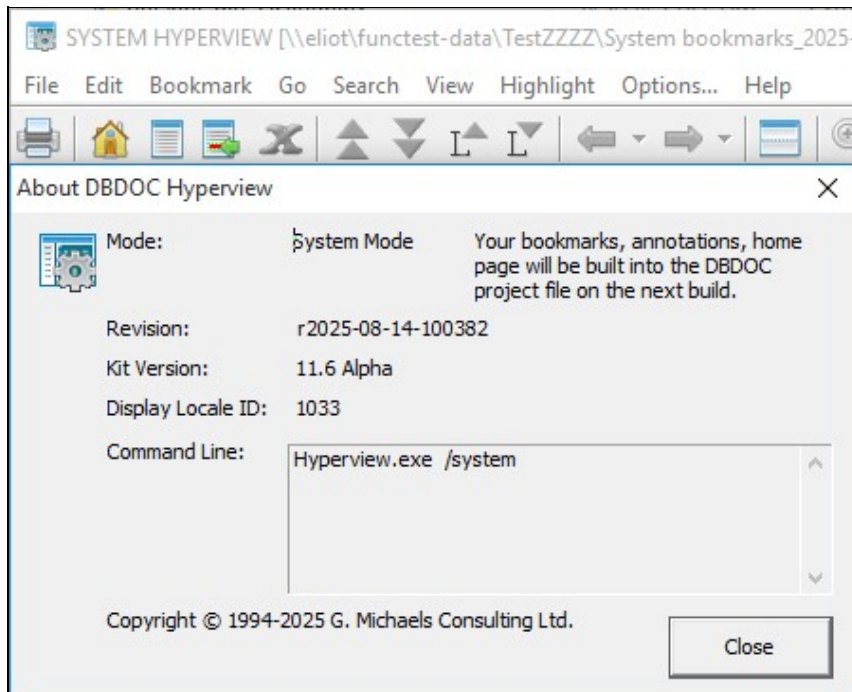 SYSTEM HYPERVIEW [\\eliot\functest-data\TestZZZZ\System bookmarks_2025-
File Edit Bookmark Go Search View Highlight Options... Help
L L
About DBDOC Hyperview
Mode: System Mode
Your bookmarks, annotations, home
page will be built into the DBDOC
project file on the next build.
Revision: r2025-08-14-100382
Kit Version: 11.6 Alpha
Display Locale ID: 1033
Command Line: Hyperview.exe /system
Copyright © 1994-2025 G. Michaels Consulting Ltd.
Close